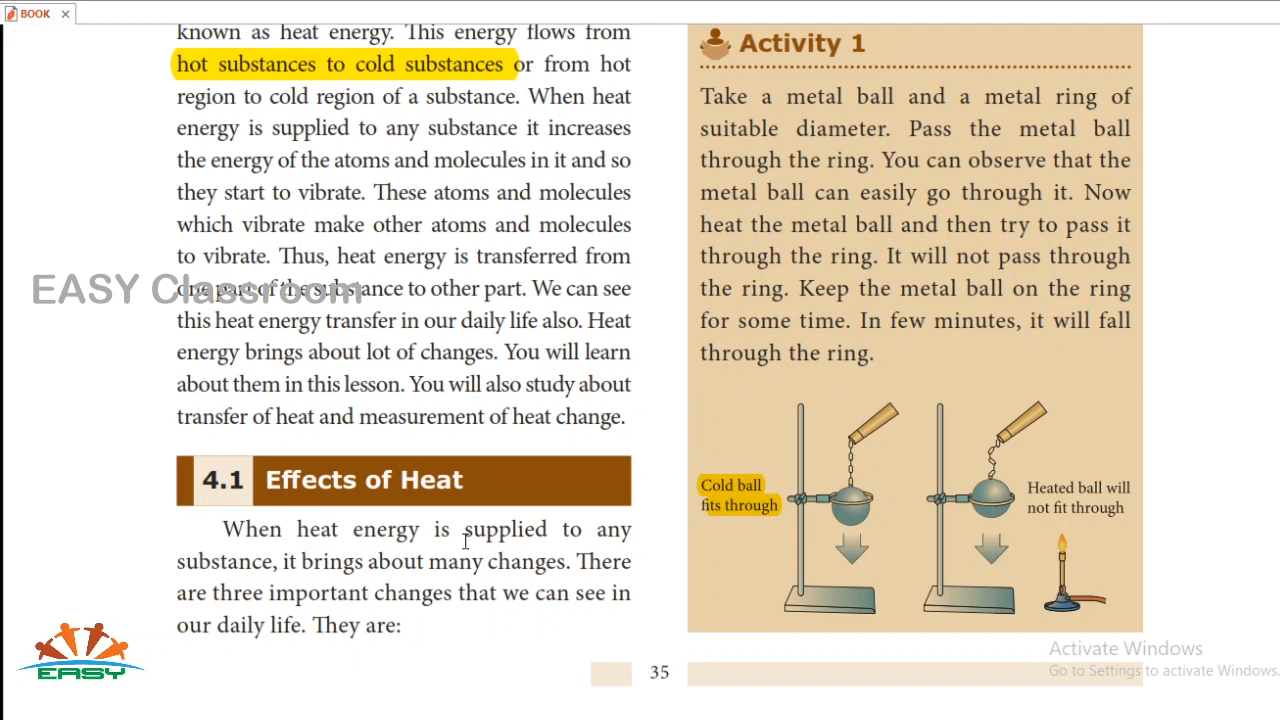 BOOK
known as heat energy. This energy flows from
hot substances to cold substances or from hot
region to cold region of a substance. When heat
energy is supplied to any substance it increases
the energy of the atoms and molecules in it and so
they start to vibrate. These atoms and molecules
which vibrate make other atoms and molecules
to vibrate. Thus, heat energy is transferred from
one part of the substance to other part. We can see
this heat energy transfer in our daily life also. Heat
energy brings about lot of changes. You will learn
about them in this lesson. You will also study about
transfer of heat and measurement of heat change.
EASY Classroom
4.1 Effects of Heat
When heat energy is supplied to any
substance, it brings about many changes. There
are three important changes that we can see in
our daily life. They are:
Activity 1
Take a metal ball and a metal ring of
suitable diameter. Pass the metal ball
through the ring. You can observe that the
metal ball can easily go through it. Now
heat the metal ball and then try to pass it
through the ring. It will not pass through
the ring. Keep the metal ball on the ring
for some time. In few minutes, it will fall
through the ring.
Cold ball
fits through
Heated ball will
not fit through
EASY
35
Activate Windows
Go to Settings to activate Windows.